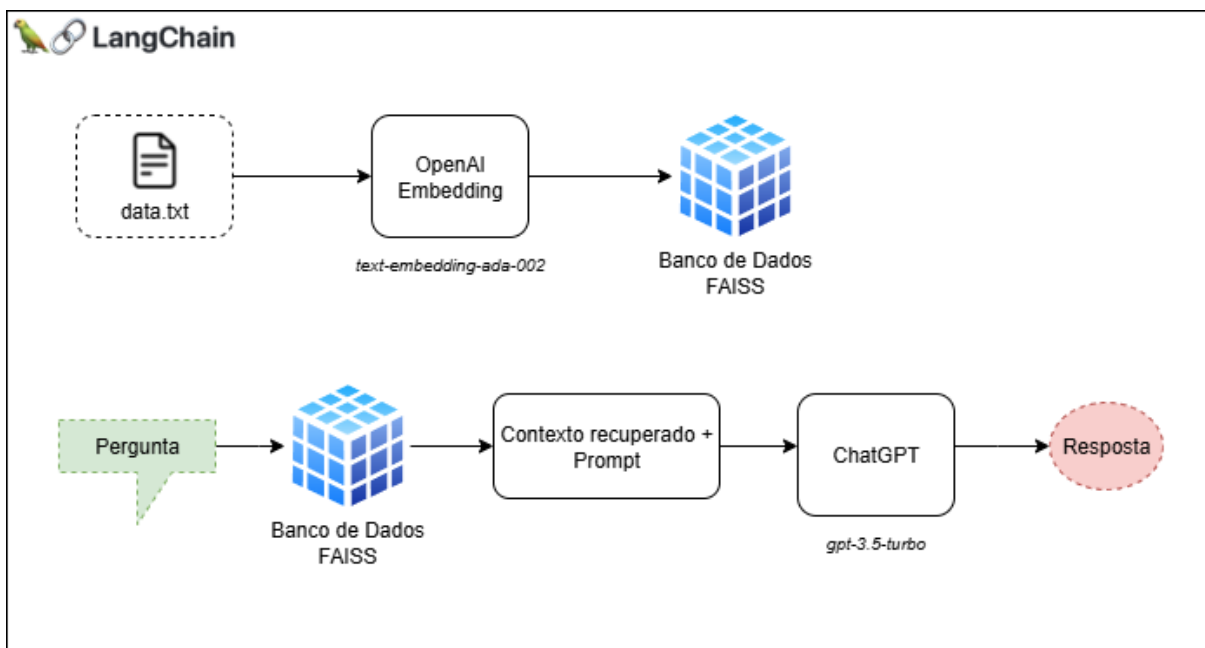 LangChain
data.txt
OpenAI
Embedding
text-embedding-ada-002
Banco de Dados
FAISS
Pergunta
Banco de Dados
FAISS
Contexto recuperado +
Prompt
ChatGPT
gpt-3.5-turbo
Resposta